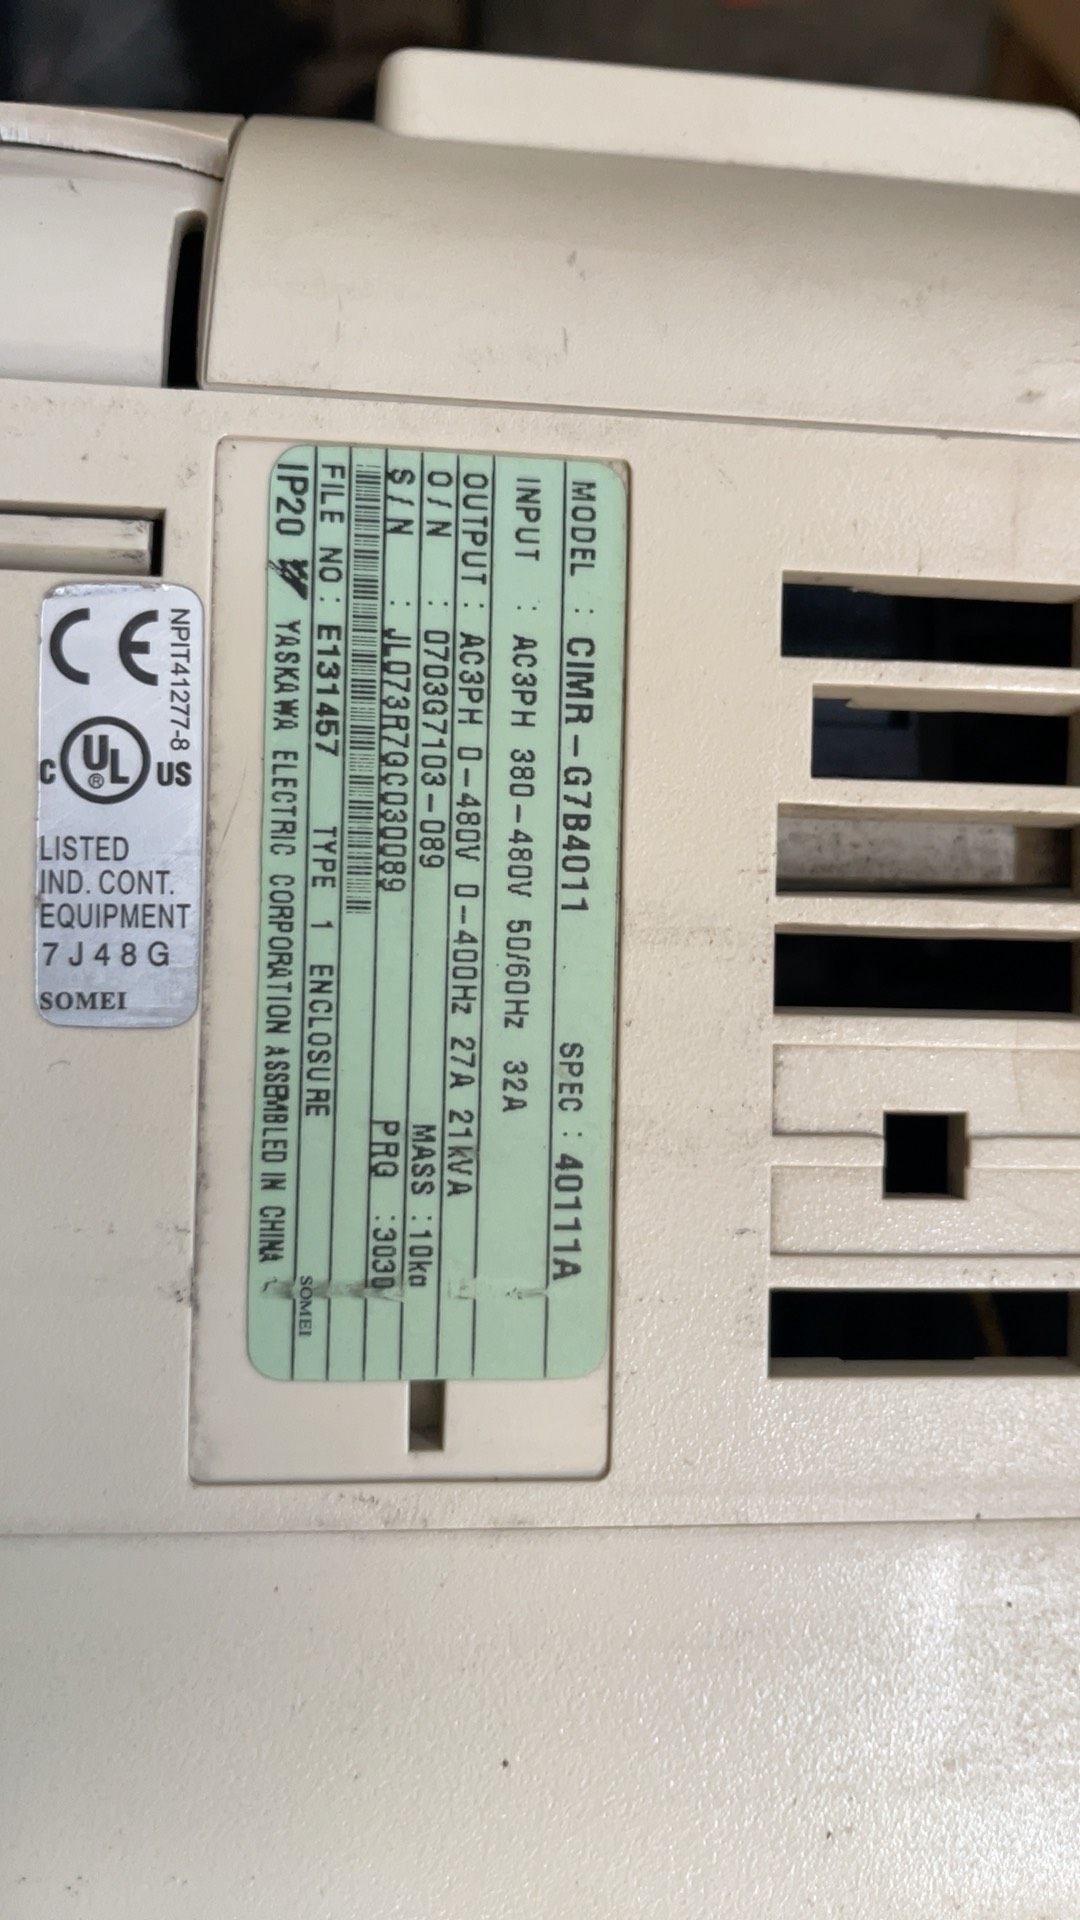 MODEL : CIMR-G7B4011 SPEC : 40111A
INPUT : AC3PH 380-480V 50/60Hz 32A
OUTPUT : AC3PH 0-480V 0-400Hz 27A 21kVA
O/N : 0703G7103-089 MASS : 10kg
S/N : JL073R7GC030089 PRG : 3030
FILE NO : E131457 TYPE 1 ENCLOSURE
SOMEI
IP20 YASKAWA ELECTRIC CORPORATION ASSEMBLED IN CHINA
NPIT41277-8
CE
C UL ® US
LISTED
IND. CONT.
EQUIPMENT
7J48G
SOMEI